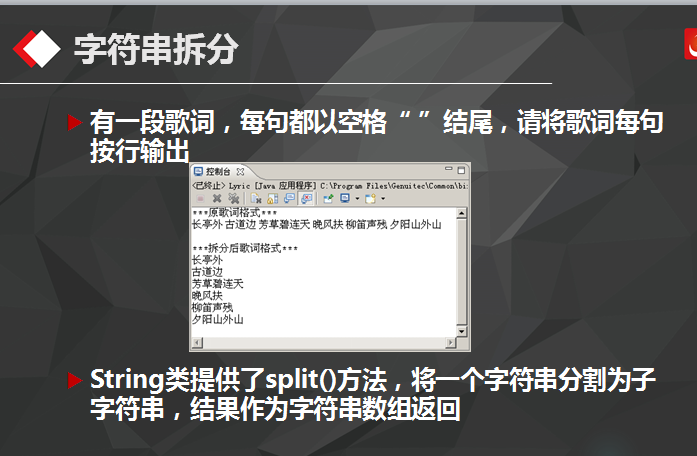 字符串拆分
有一段歌词，每句都以空格“ ”结尾，请将歌词每句
按行输出
控制台
<已终止> Lyric [Java 应用程序] C:\Program Files\Genuitec\Common\bi
***原歌词格式***
长亭外 古道边 芳草碧连天 晚风扶 柳笛声残 夕阳山外山
***拆分后歌词格式***
长亭外
古道边
芳草碧连天
晚风扶
柳笛声残
夕阳山外山
String类提供了split()方法，将一个字符串分割为子
字符串，结果作为字符串数组返回